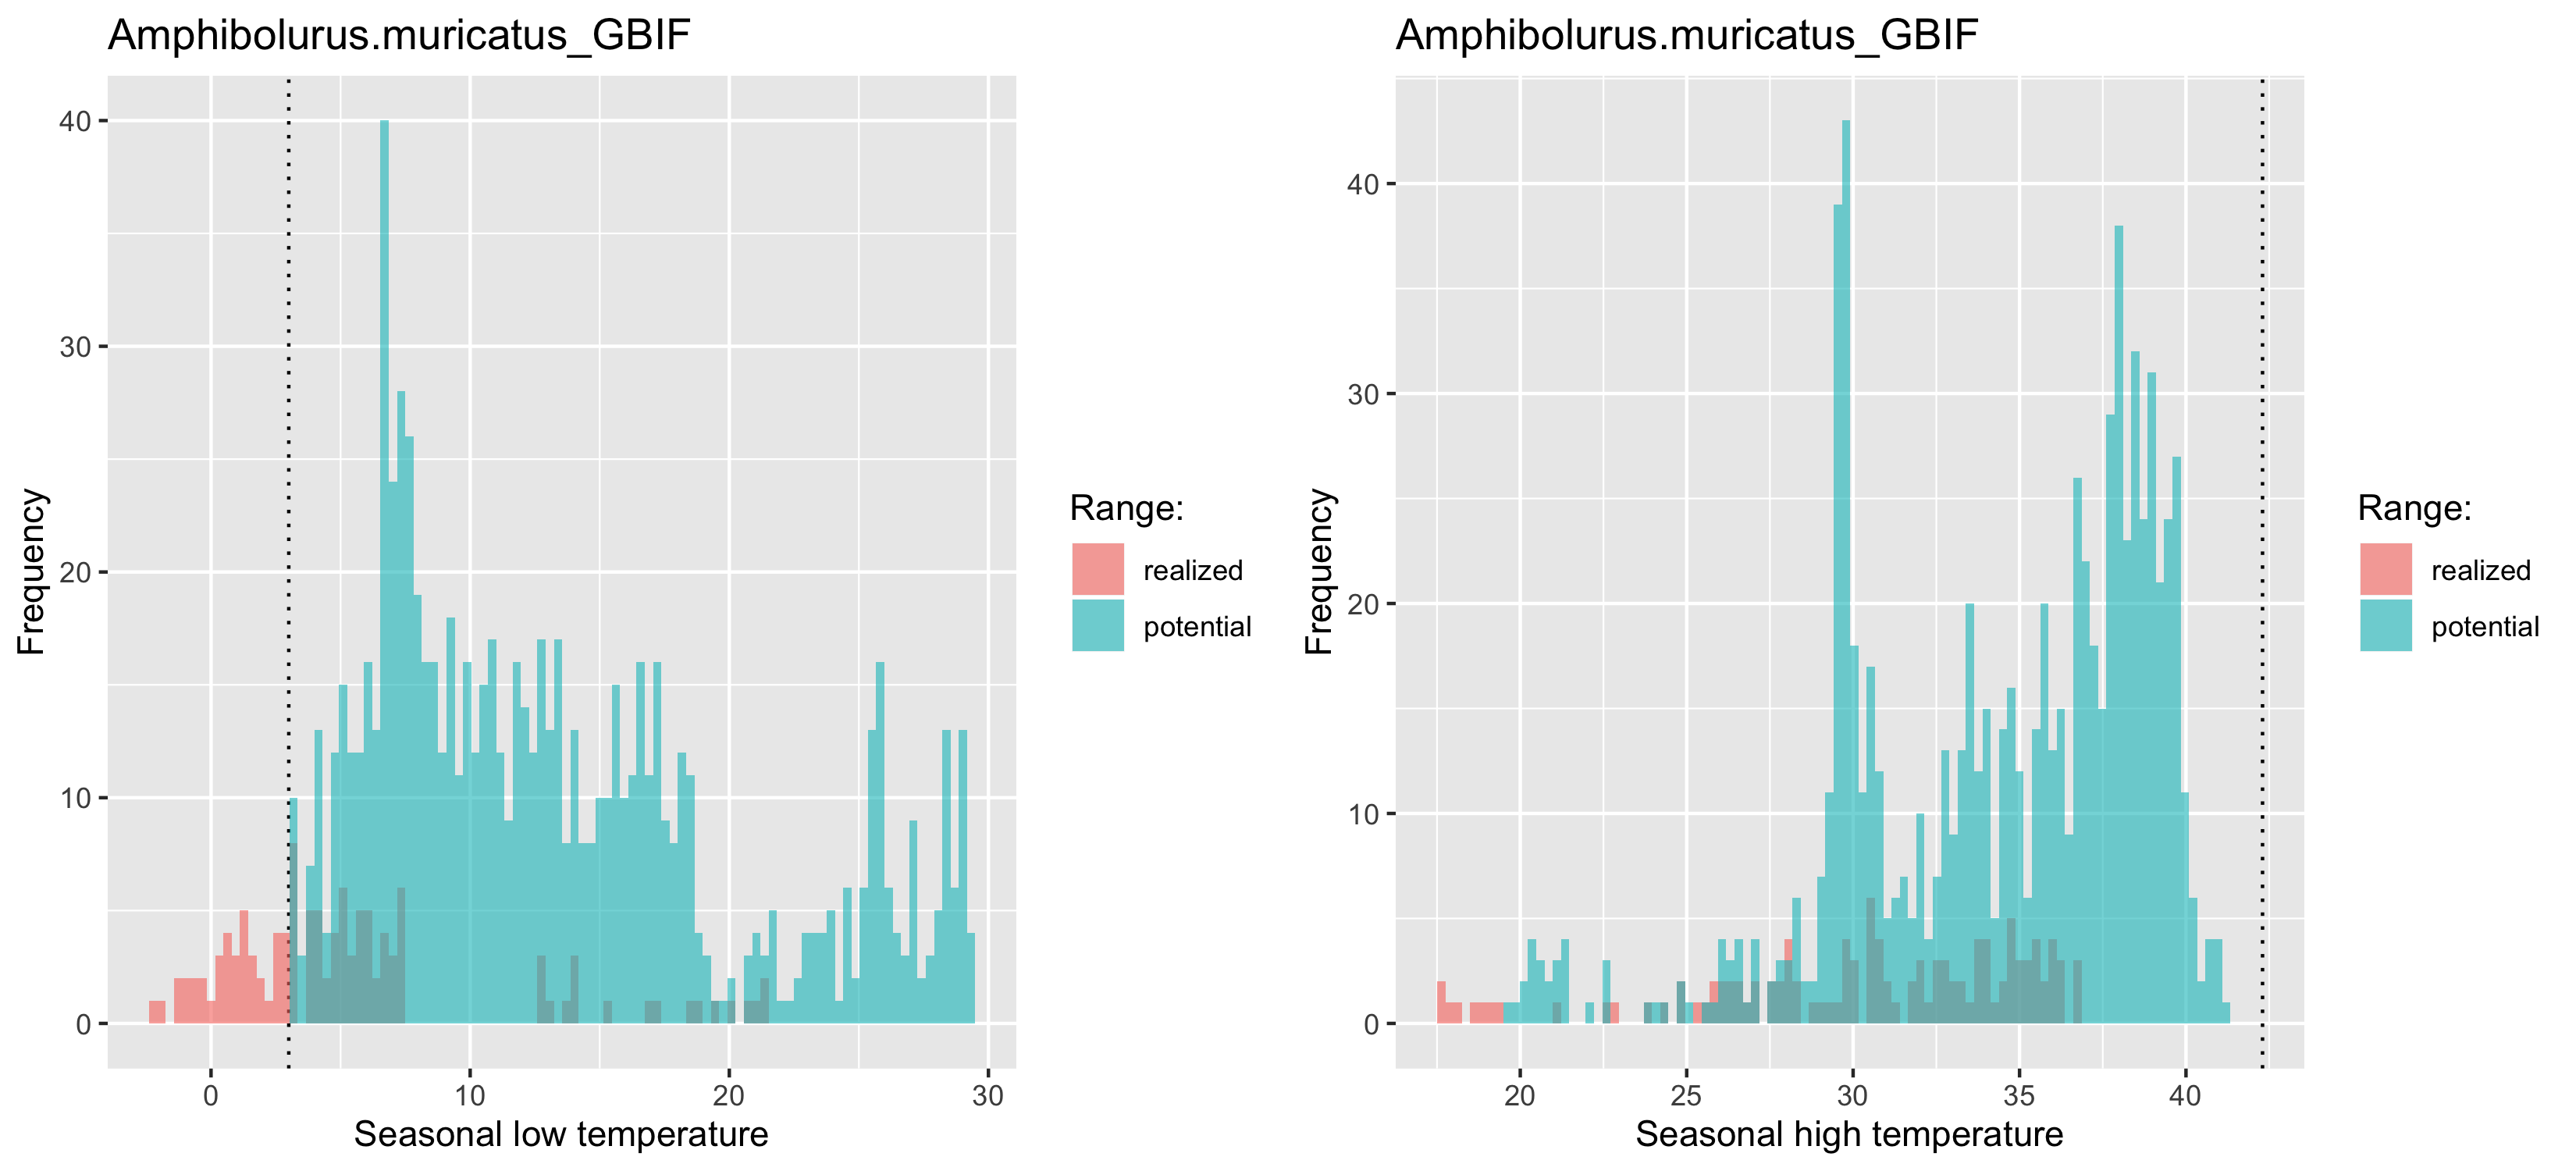 Amphibolurus.muricatus_GBIF
40
30
20
10
0
Frequency
0 10 20 30
Seasonal low temperature
Range:
realized
potential
Amphibolurus.muricatus_GBIF
40
30
20
10
0
Frequency
20 25 30 35 40
Seasonal high temperature
Range:
realized
potential